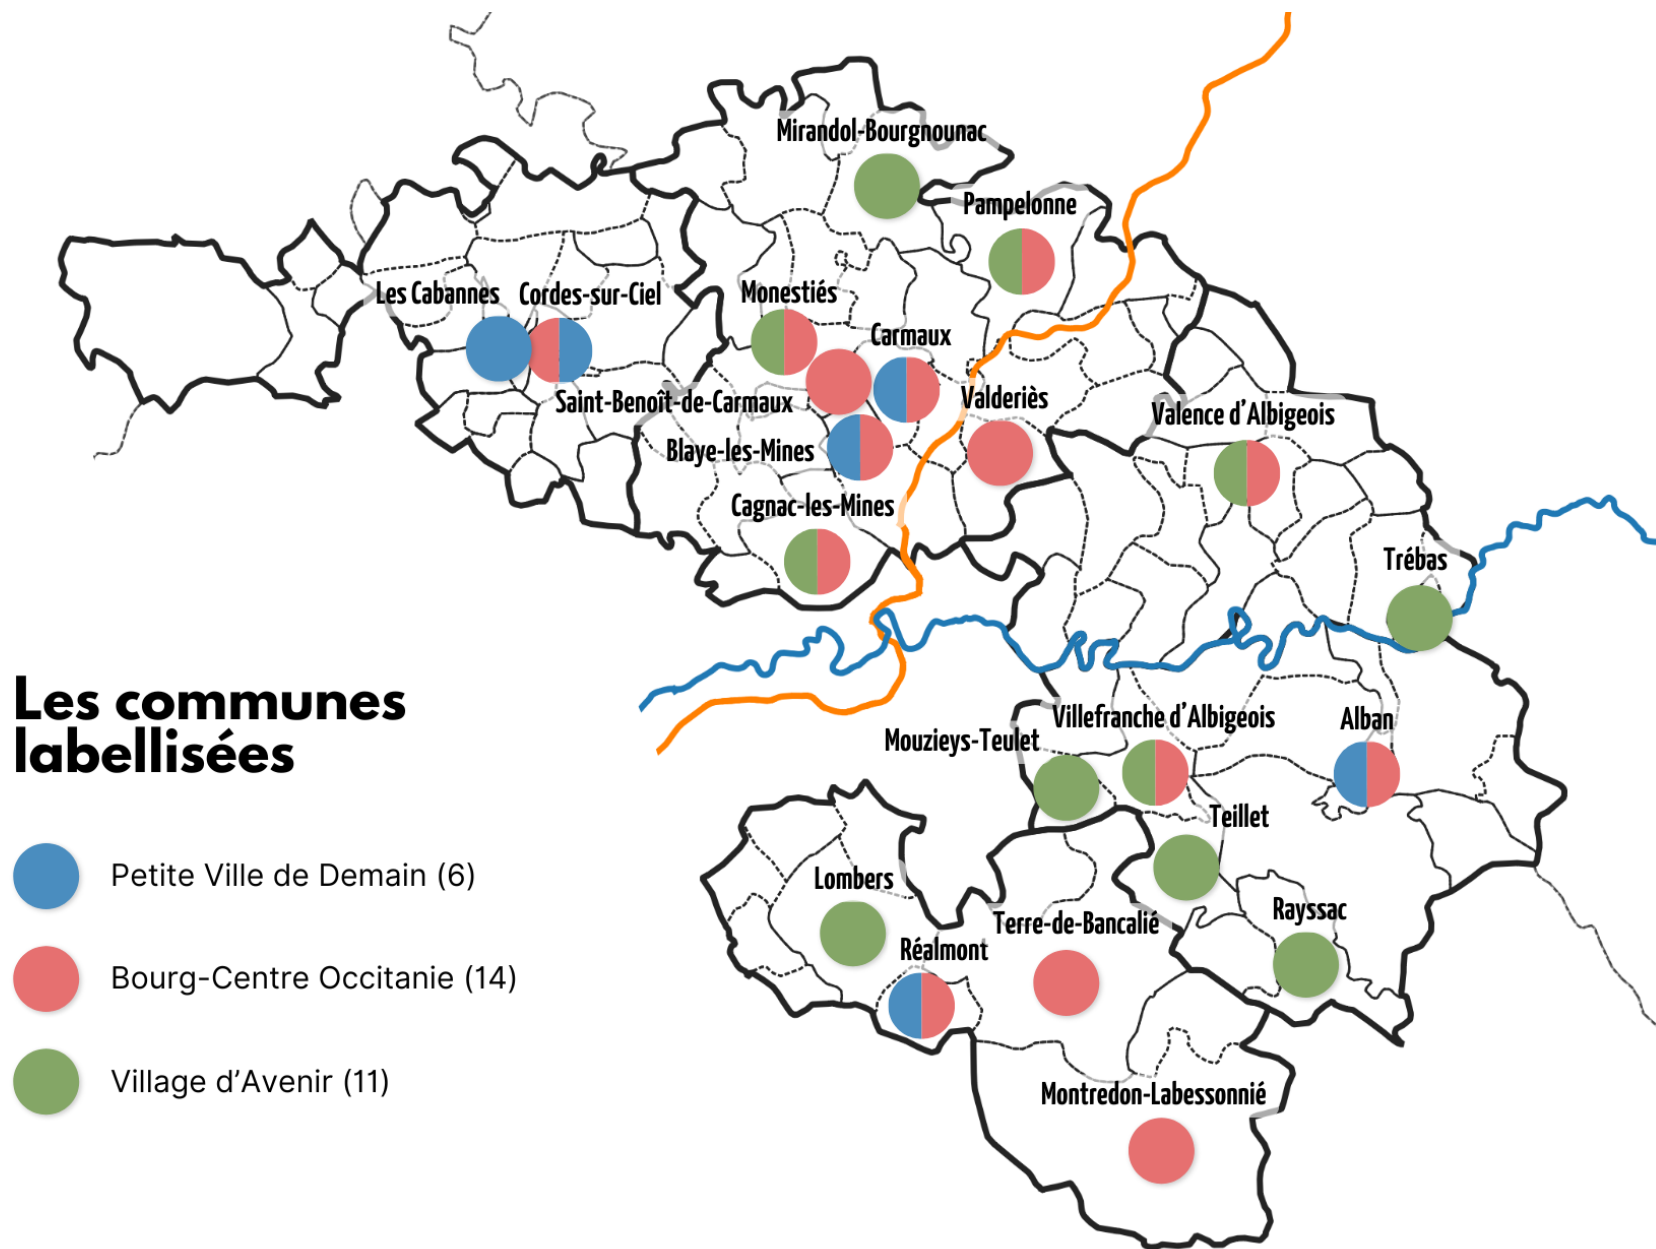 Mirandol-Bourgnounac
Pampelonne
Les Cabannes
Cordes-sur-Ciel
Monestiés
Carmaux
Saint-Benoît-de-Carmaux
Valderiès
Valence d'Albigeois
Blaye-les-Mines
Cagnac-les-Mines
Trébas
Les communes
labellisées
Villefranche d'Albigeois
Alban
Mouzieys-Teulet
Teillet
Petite Ville de Demain (6)
Lombers
Rayssac
Terre-de-Bancalié
Réalmont
Bourg-Centre Occitanie (14)
Village d'Avenir (11)
Montredon-Labessonnié